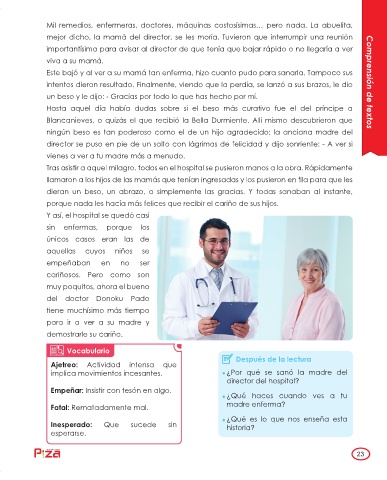 Mil remedios, enfermeras, doctores, máquinas costosísimas... pero nada. La abuelita,
mejor dicho, la mamá del director, se les moría. Tuvieron que interrumpir una reunión
importantísima para avisar al director de que tenía que bajar rápido o no llegaría a ver
viva a su mamá.
Este bajó y al ver a su mamá tan enferma, hizo cuanto pudo para sanarla. Tampoco sus
intentos dieron resultado. Finalmente, viendo que la perdía, se lanzó a sus brazos, le dio
un beso y le dijo: - Gracias por todo lo que has hecho por mí.
Hasta aquel día había dudas sobre si el beso más curativo fue el del príncipe a
Blancanieves, o quizás el que recibió la Bella Durmiente. Allí mismo descubrieron que
ningún beso es tan poderoso como el de un hijo agradecido: la anciana madre del
director se puso en pie de un salto con lágrimas de felicidad y dijo sonriente: - A ver si
vienes a ver a tu madre más a menudo.
Tras asistir a aquel milagro, todos en el hospital se pusieron manos a la obra. Rápidamente
llamaron a los hijos de las mamás que tenían ingresadas y los pusieron en fila para que les
dieran un beso, un abrazo, o simplemente las gracias. Y todas sanaban al instante,
porque nada les hacía más felices que recibir el cariño de sus hijos.
Y así, el hospital se quedó casi
sin enfermas, porque los
únicos casos eran las de
aquellas cuyos niños se
empeñaban en no ser
cariñosos. Pero como son
muy poquitos, ahora el bueno
del doctor Donoku Pado
tiene muchísimo más tiempo
para ir a ver a su madre y
demostrarle su cariño.
Comprensión de textos
Vocabulario
Ajetreo: Actividad intensa que
implica movimientos incesantes.
Empeñar: Insistir con tesón en algo.
Fatal: Rematadamente mal.
Inesperado: Que sucede sin
esperarse.
Después de la lectura
¿Por qué se sanó la madre del
director del hospital?
¿Qué haces cuando ves a tu
madre enferma?
¿Qué es lo que nos enseña esta
historia?
Piza
23